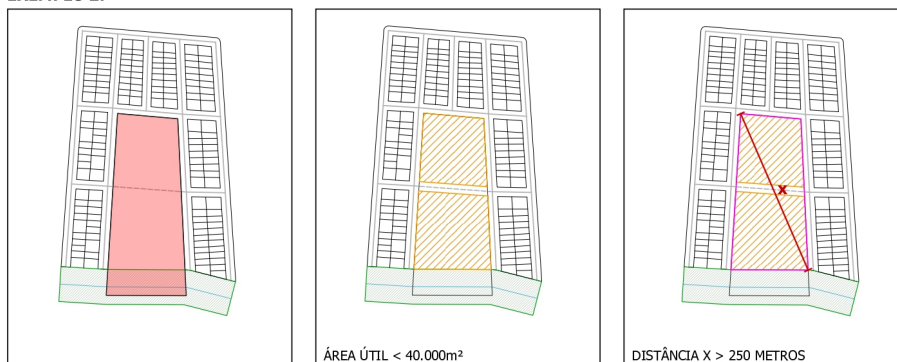 ÁREA ÚTIL < 40.000m²
DISTÂNCIA X > 250 METROS
X